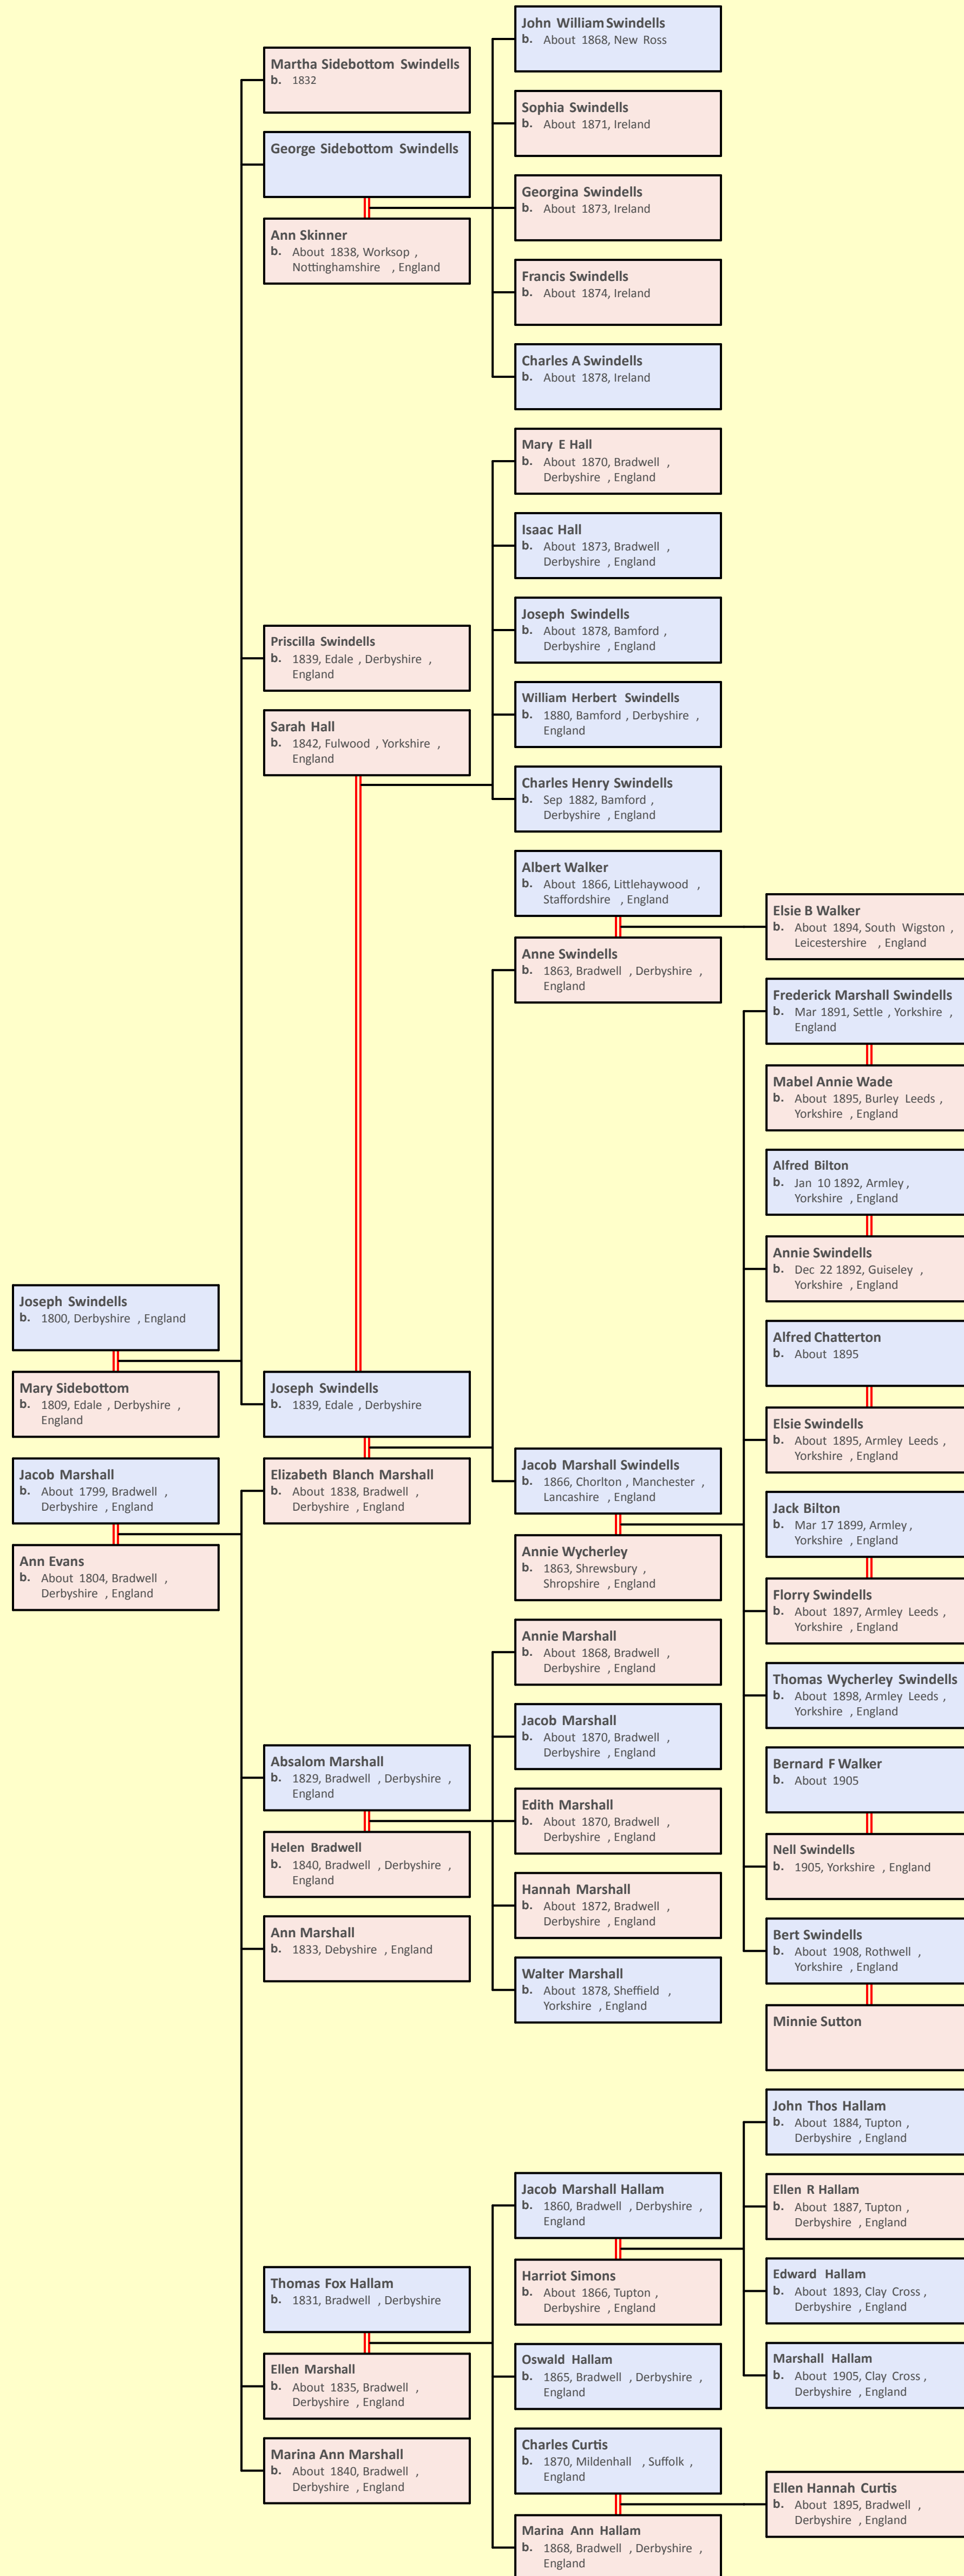 Joseph Swindells
b. 1800, Derbyshire , England
Mary Sidebottom
b. 1809, Edale , Derbyshire ,
England
Jacob Marshall
b. About 1799, Bradwell ,
Derbyshire , England
Ann Evans
b. About 1804, Bradwell ,
Derbyshire , England
Martha Sidebottom Swindells
b. 1832
George Sidebottom Swindells
Ann Skinner
b. About 1838, Worksop ,
Nottinghamshire , England
Priscilla Swindells
b. 1839, Edale , Derbyshire ,
England
Sarah Hall
b. 1842, Fulwood , Yorkshire ,
England
Joseph Swindells
b. 1839, Edale , Derbyshire
Elizabeth Blanch Marshall
b. About 1838, Bradwell ,
Derbyshire , England
Absalom Marshall
b. 1829, Bradwell , Derbyshire ,
England
Helen Bradwell
b. 1840, Bradwell , Derbyshire ,
England
Ann Marshall
b. 1833, Debyshire , England
Thomas Fox Hallam
b. 1831, Bradwell , Derbyshire
Ellen Marshall
b. About 1835, Bradwell ,
Derbyshire , England
Marina Ann Marshall
b. About 1840, Bradwell ,
Derbyshire , England
John William Swindells
b. About 1868, New Ross
Sophia Swindells
b. About 1871, Ireland
Georgina Swindells
b. About 1873, Ireland
Francis Swindells
b. About 1874, Ireland
Charles A Swindells
b. About 1878, Ireland
Mary E Hall
b. About 1870, Bradwell ,
Derbyshire , England
Isaac Hall
b. About 1873, Bradwell ,
Derbyshire , England
Joseph Swindells
b. About 1878, Bamford ,
Derbyshire , England
William Herbert Swindells
b. 1880, Bamford , Derbyshire ,
England
Charles Henry Swindells
b. Sep 1882, Bamford ,
Derbyshire , England
Albert Walker
b. About 1866, Littlehaywood ,
Staffordshire , England
Anne Swindells
b. 1863, Bradwell , Derbyshire ,
England
Jacob Marshall Swindells
b. 1866, Chorlton , Manchester ,
Lancashire , England
Annie Wycherley
b. 1863, Shrewsbury ,
Shropshire , England
Annie Marshall
b. About 1868, Bradwell ,
Derbyshire , England
Jacob Marshall
b. About 1870, Bradwell ,
Derbyshire , England
Edith Marshall
b. About 1870, Bradwell ,
Derbyshire , England
Hannah Marshall
b. About 1872, Bradwell ,
Derbyshire , England
Walter Marshall
b. About 1878, Sheffield ,
Yorkshire , England
Jacob Marshall Hallam
b. 1860, Bradwell , Derbyshire ,
England
Harriot Simons
b. About 1866, Tupton ,
Derbyshire , England
Oswald Hallam
b. 1865, Bradwell , Derbyshire ,
England
Charles Curtis
b. 1870, Mildenhall , Suffolk ,
England
Marina Ann Hallam
b. 1868, Bradwell , Derbyshire ,
England
Elsie B Walker
b. About 1894, South Wigston ,
Leicestershire , England
Frederick Marshall Swindells
b. Mar 1891, Settle , Yorkshire ,
England
Mabel Annie Wade
b. About 1895, Burley Leeds ,
Yorkshire , England
Alfred Bilton
b. Jan 10 1892, Armley ,
Yorkshire , England
Annie Swindells
b. Dec 22 1892, Guiseley ,
Yorkshire , England
Alfred Chatterton
b. About 1895
Elsie Swindells
b. About 1895, Armley Leeds ,
Yorkshire , England
Jack Bilton
b. Mar 17 1899, Armley ,
Yorkshire , England
Florry Swindells
b. About 1897, Armley Leeds ,
Yorkshire , England
Thomas Wycherley Swindells
b. About 1898, Armley Leeds ,
Yorkshire , England
Bernard F Walker
b. About 1905
Nell Swindells
b. 1905, Yorkshire , England
Bert Swindells
b. About 1908, Rothwell ,
Yorkshire , England
Minnie Sutton
John Thos Hallam
b. About 1884, Tupton ,
Derbyshire , England
Ellen R Hallam
b. About 1887, Tupton ,
Derbyshire , England
Edward Hallam
b. About 1893, Clay Cross ,
Derbyshire , England
Marshall Hallam
b. About 1905, Clay Cross ,
Derbyshire , England
Ellen Hannah Curtis
b. About 1895, Bradwell ,
Derbyshire , England